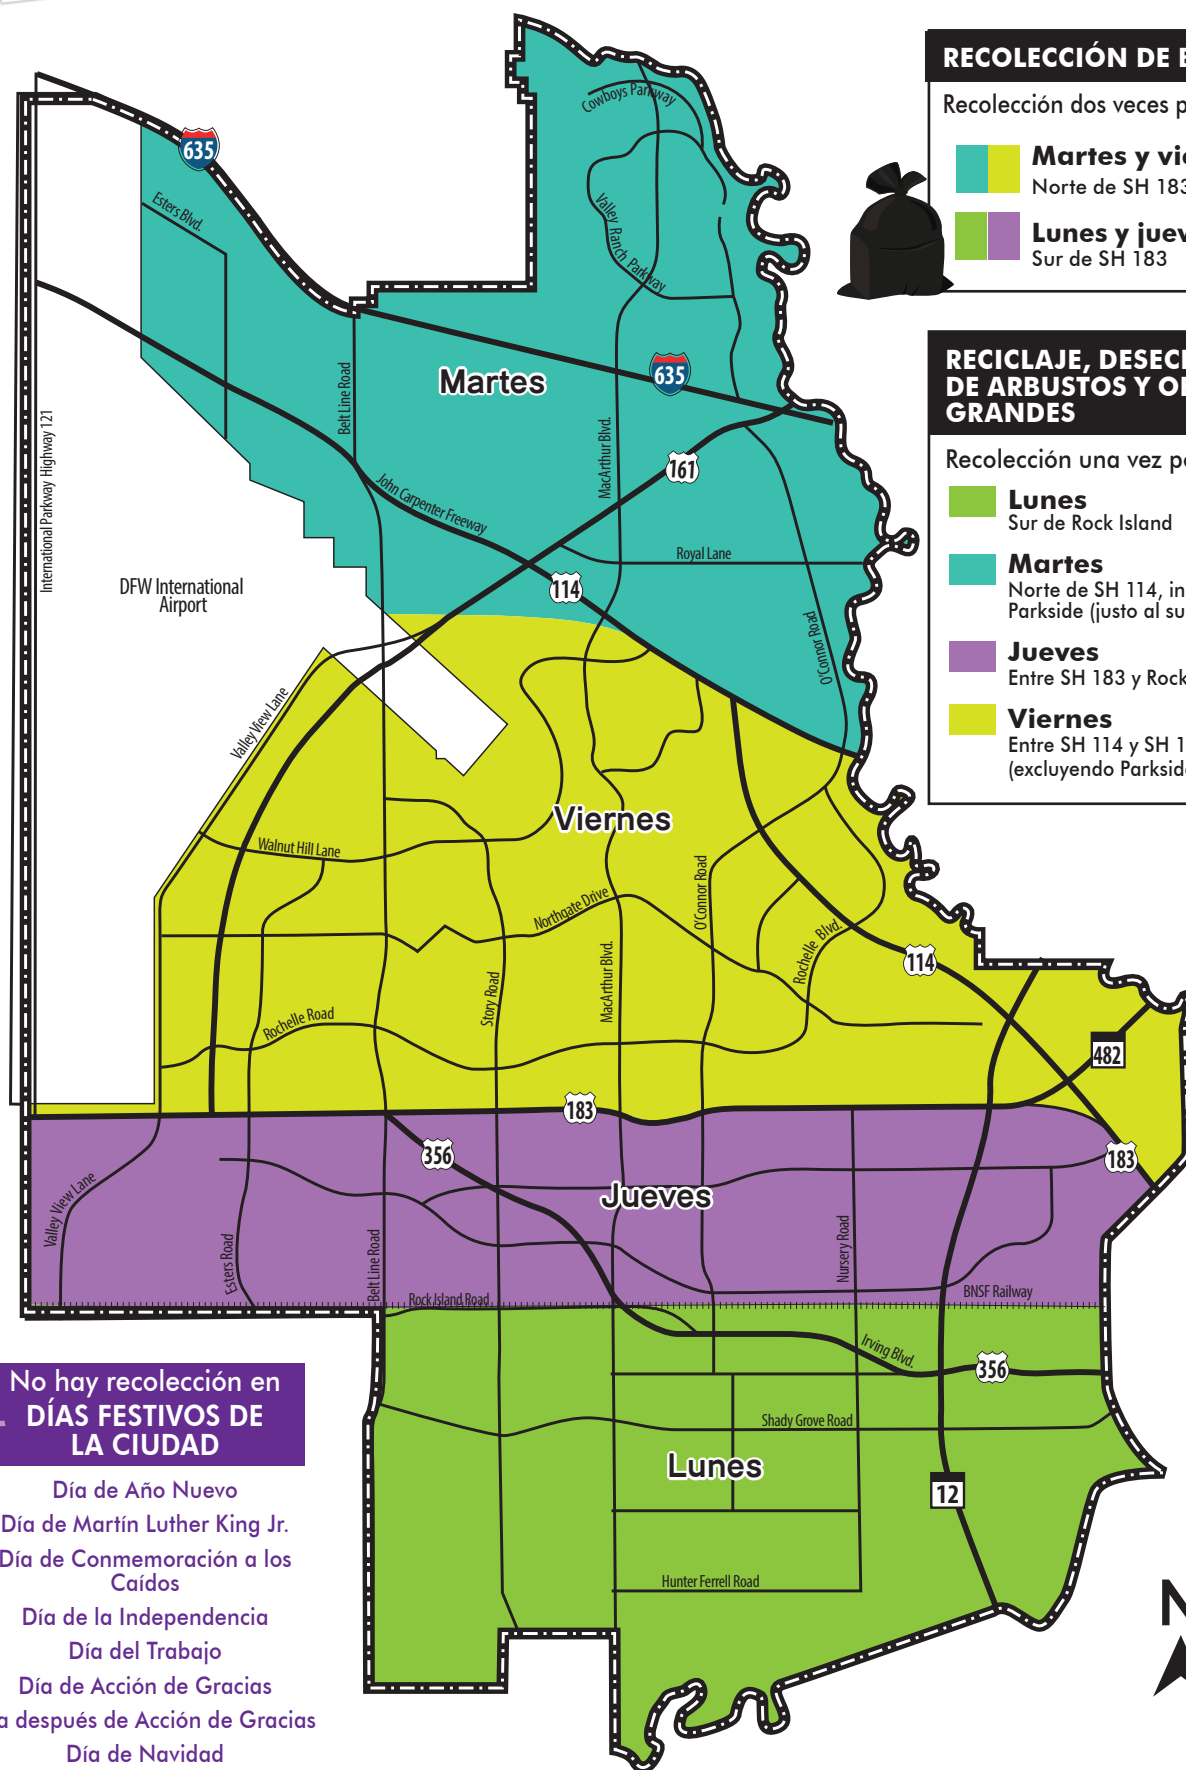 RECOLECCIÓN DE
Recolección dos veces
Martes y
Norte de SH 183
Lunes y
Sur de SH 183
RECICLAJE,
DE ARBUSTOS Y
GRANDES
Recolección una vez
Lunes
Sur de Rock Island
Martes
Norte de SH 114,
Parkside (justo al
Jueves
Entre SH 183 y Rock
Viernes
Entre SH 114 y SH
(excluyendo
Cowboys Parkway
635
Esters Blvd.
Valley Ranch Parkway
Martes
635
Belt Line Road
International Parkway Highway 121
MacArthur Blvd.
161
John Carpenter Freeway
Royal Lane
DFW International
Airport
114
O'Connor Road
Valley View Lane
Viernes
Walnut Hill Lane
O'Connor Road
Northgate Drive
MacArthur Blvd.
Rochelle Blvd.
114
Story Road
Rochelle Road
482
183
356
183
Jueves
Valley View Lane
Esters Road
Belt Line Road
Nursery Road
Rock Island Road
BNSF Railway
Irving Blvd.
356
Shady Grove Road
Lunes
12
Hunter Ferrell Road
N
No hay recolección en
DÍAS FESTIVOS DE
LA CIUDAD
Día de Año Nuevo
Día de Martín Luther King Jr.
Día de Conmemoración a los
Caídos
Día de la Independencia
Día del Trabajo
Día de Acción de Gracias
después de Acción de Gracias
Día de Navidad